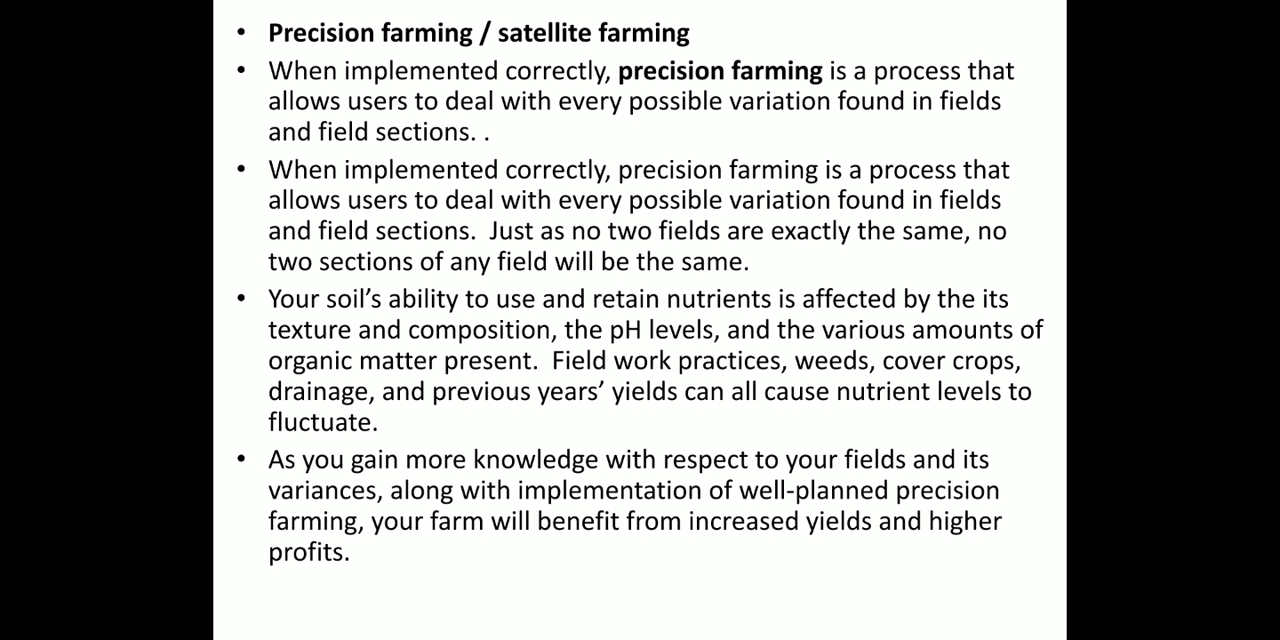 • Precision farming / satellite farming
• When implemented correctly, precision farming is a process that
allows users to deal with every possible variation found in fields
and field sections. .
• When implemented correctly, precision farming is a process that
allows users to deal with every possible variation found in fields
and field sections.  Just as no two fields are exactly the same, no
two sections of any field will be the same.
• Your soil’s ability to use and retain nutrients is affected by the its
texture and composition, the pH levels, and the various amounts of
organic matter present.  Field work practices, weeds, cover crops,
drainage, and previous years’ yields can all cause nutrient levels to
fluctuate.
• As you gain more knowledge with respect to your fields and its
variances, along with implementation of well-planned precision
farming, your farm will benefit from increased yields and higher
profits.